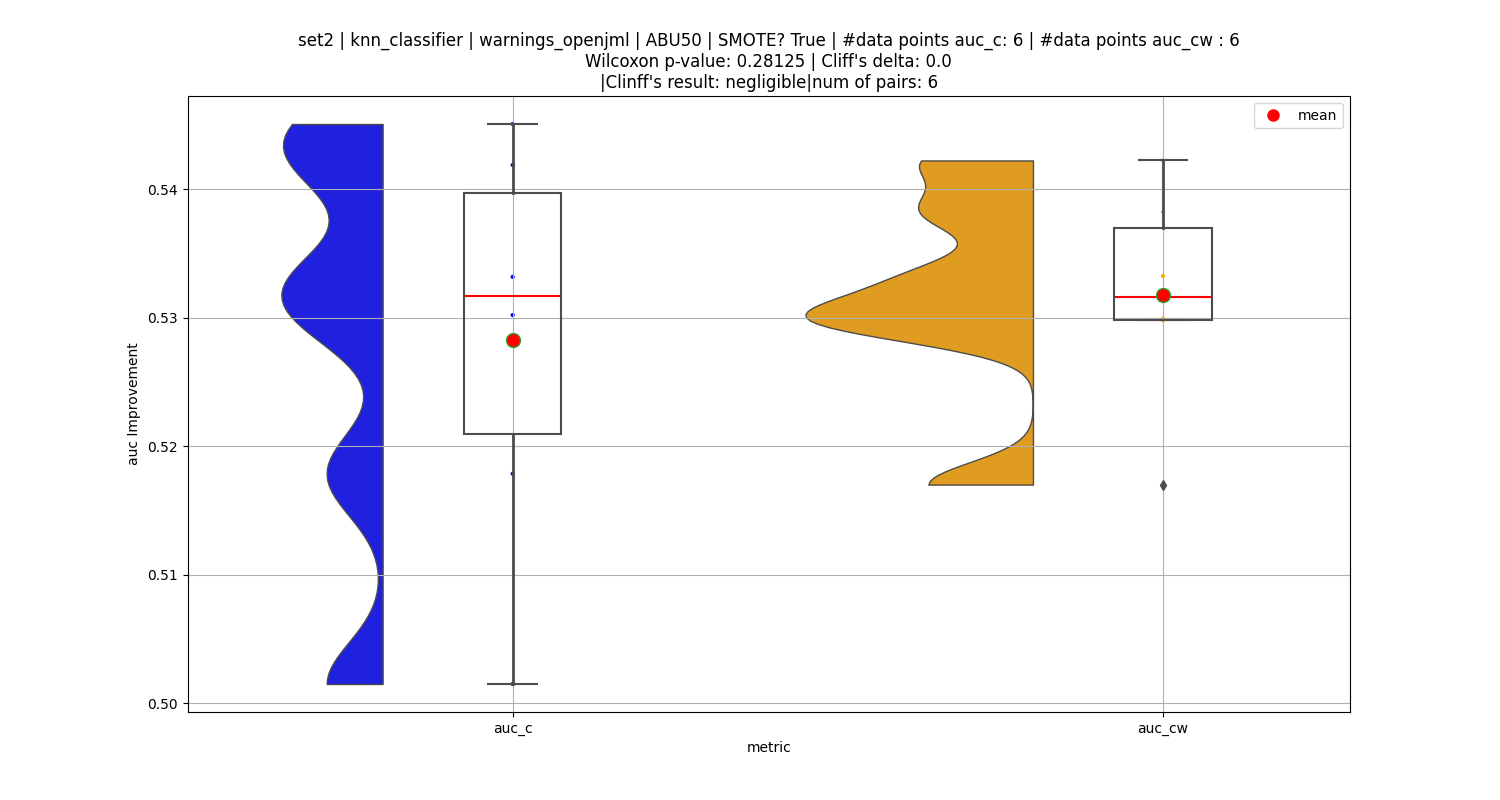 set2 | knn_classifier | warnings_openjml | ABU50 | SMOTE? True | #data points auc_c: 6 | #data points auc_cw : 6
Wilcoxon p-value: 0.28125 | Cliff's delta: 0.0
|Clinff's result: negligible|num of pairs: 6
mean
0.54
0.53
0.52
0.51
0.50
auc Improvement
auc_c
auc_cw
metric